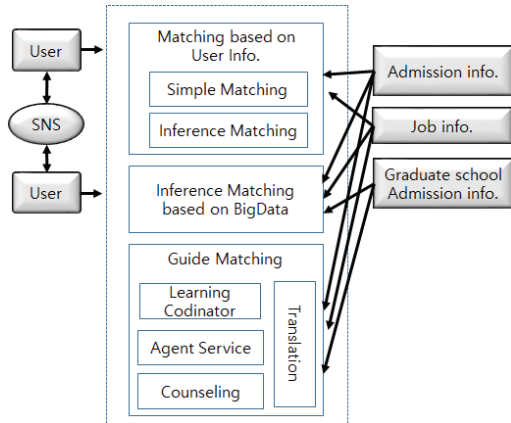 User
SNS
User
Matching based on
User Info.
Simple Matching
Inference Matching
Inference Matching
based on BigData
Guide Matching
Learning
Codinator
Agent Service
Counseling
Translation
Admission info.
Job info.
Graduate school
Admission info.